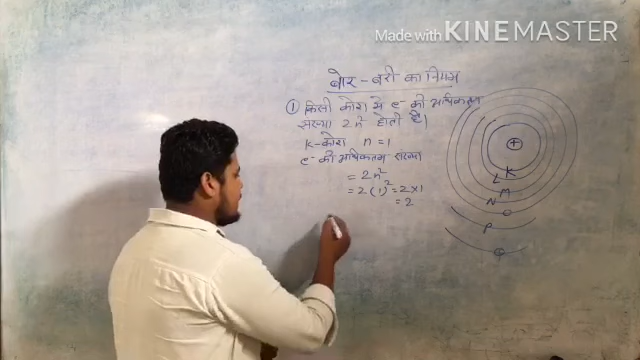 Made with KINEMASTER
बोर - बरी का नियम
① किसी कोश में e⁻ की अधिकतम
संख्या 2n² होती है।
K-कोश n = 1
e⁻ की अधिकतम संख्या
= 2n²
= 2(1)² = 2×1
= 2
+
K
L
M
N
O
P
Q